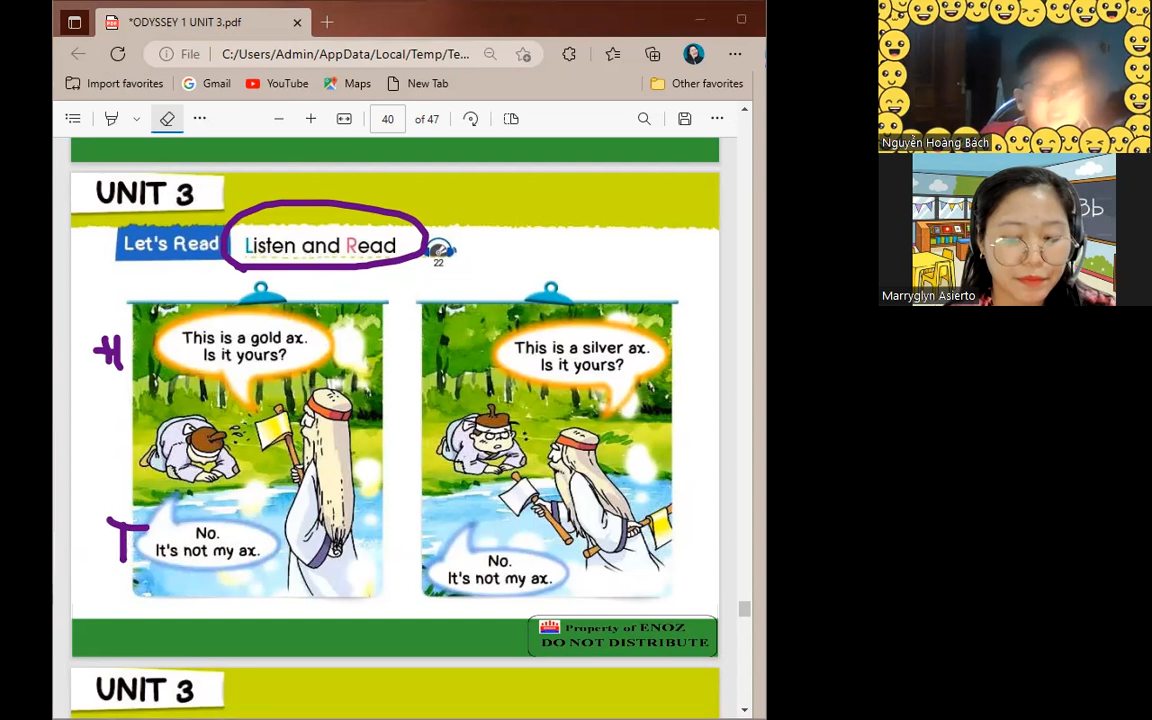 *ODYSSEY 1 UNIT 3.pdf
File
C:/Users/Admin/AppData/Local/Temp/Te...
Import favorites
Gmail
YouTube
Maps
New Tab
Other favorites
40 of 47
UNIT 3
Let's Read
Listen and Read
22
This is a gold ax.
Is it yours?
No.
It's not my ax.
T
This is a silver ax.
Is it yours?
No.
It's not my ax.
Property of ENOZ
DO NOT DISTRIBUTE
UNIT 3
Nguyễn Hoàng Bách
Marryglyn Asierto